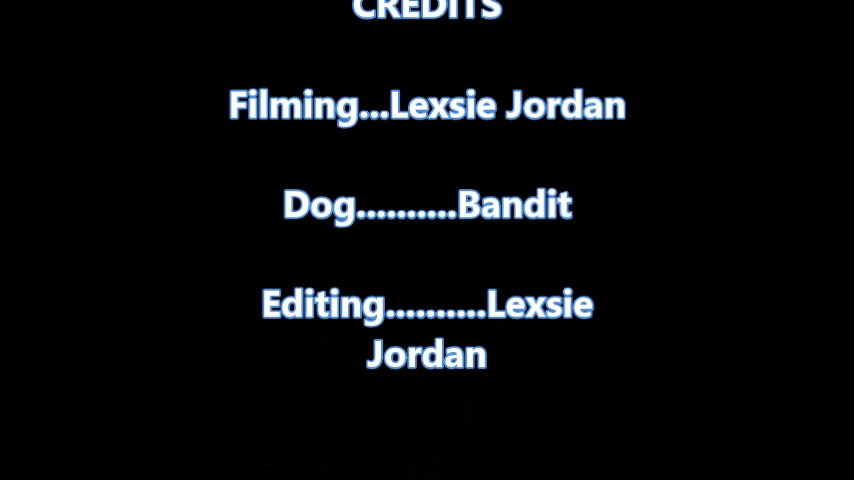 CREDITS
Filming...Lexsie Jordan
Dog..........Bandit
Editing..........Lexsie
Jordan